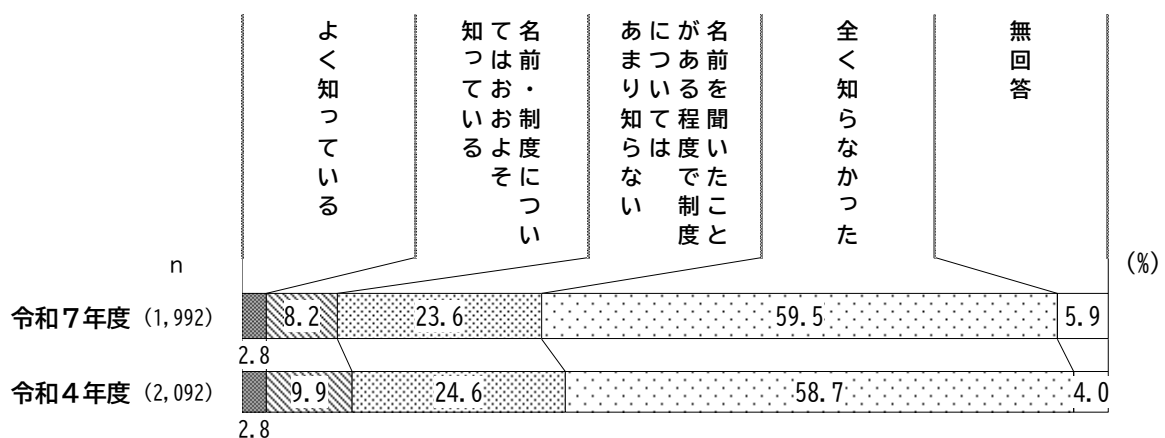 よく知っている
名前・制度につい
てはおおよそ
知っている
名前を聞いたこと
がある程度で制度
については
あまり知らない
全く知らなかった
無回答
n
(%)
令和７年度 (1,992)
8.2
23.6
59.5
5.9
2.8
令和４年度 (2,092)
9.9
24.6
58.7
4.0
2.8